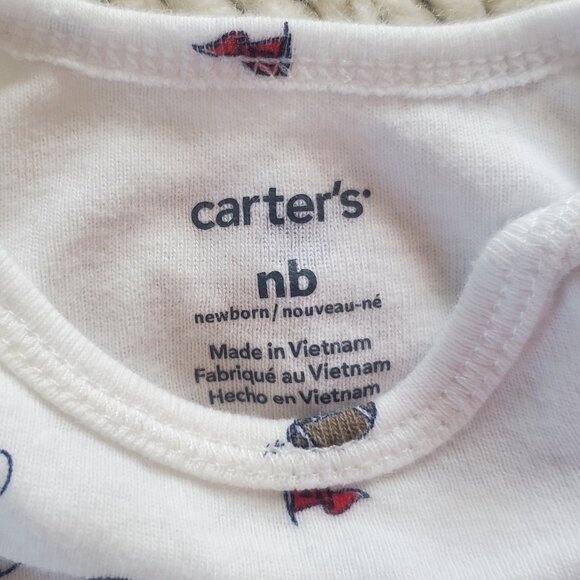 carter's
nb
newborn/nouveau-né
Made in Vietnam
Fabriqué au Vietnam
Hecho en Vietnam